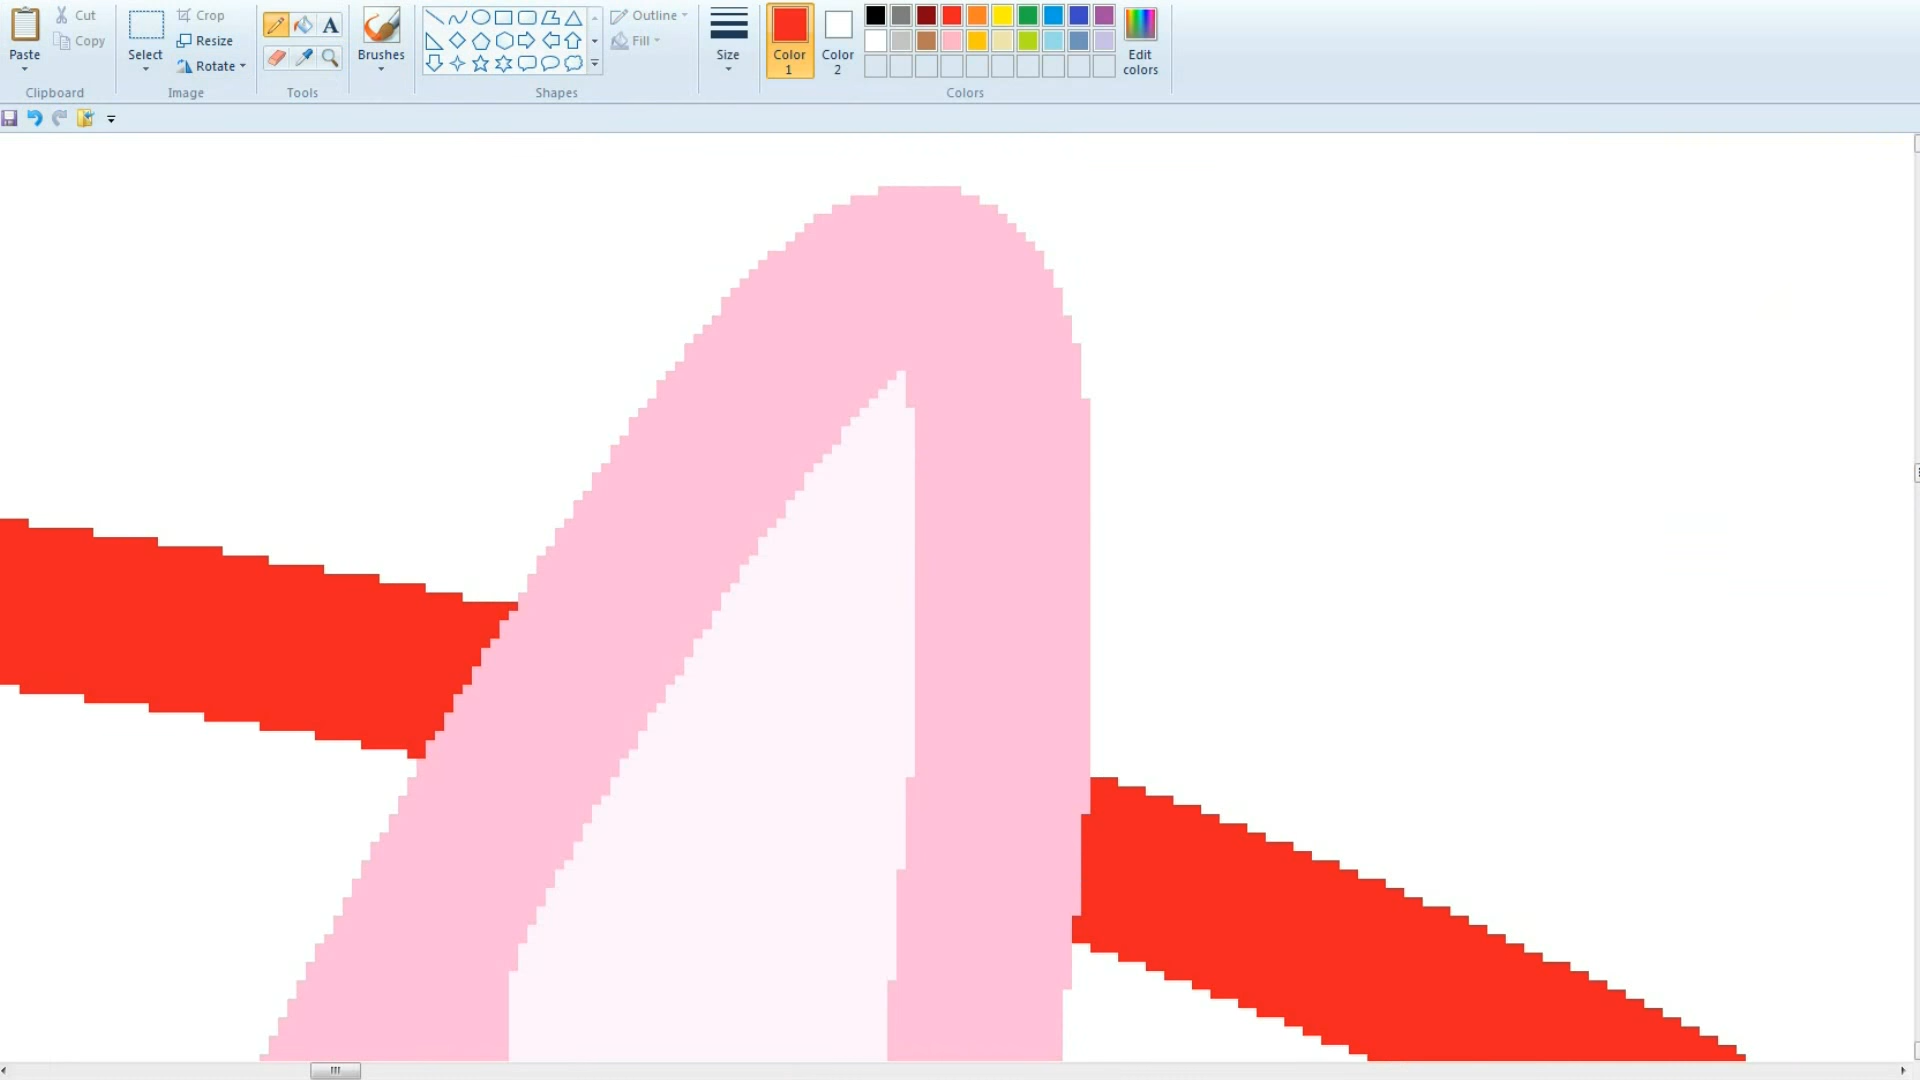 Paste
Cut
Copy
Clipboard
Select
Crop
Resize
Rotate
Image
A
Tools
Brushes
Outline
Fill
Shapes
Size
Color
1
Color
2
Edit
colors
Colors